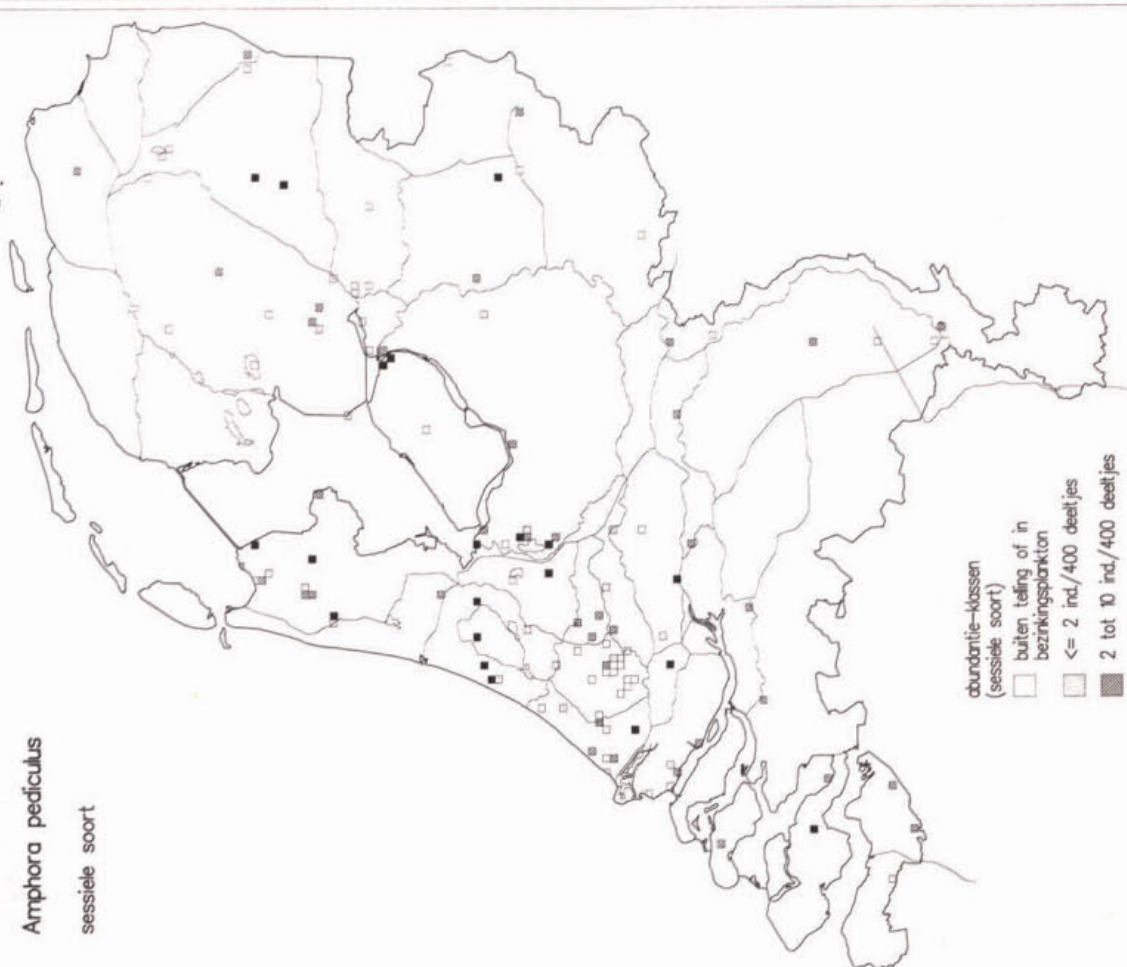 Amphora pediculus
sessiele soort
abundantie-klassen
(sessiele soort)
buiten telling of in
bezinkingsplankton
<= 2 ind./400 deeltjes
2 tot 10 ind./400 deeltjes